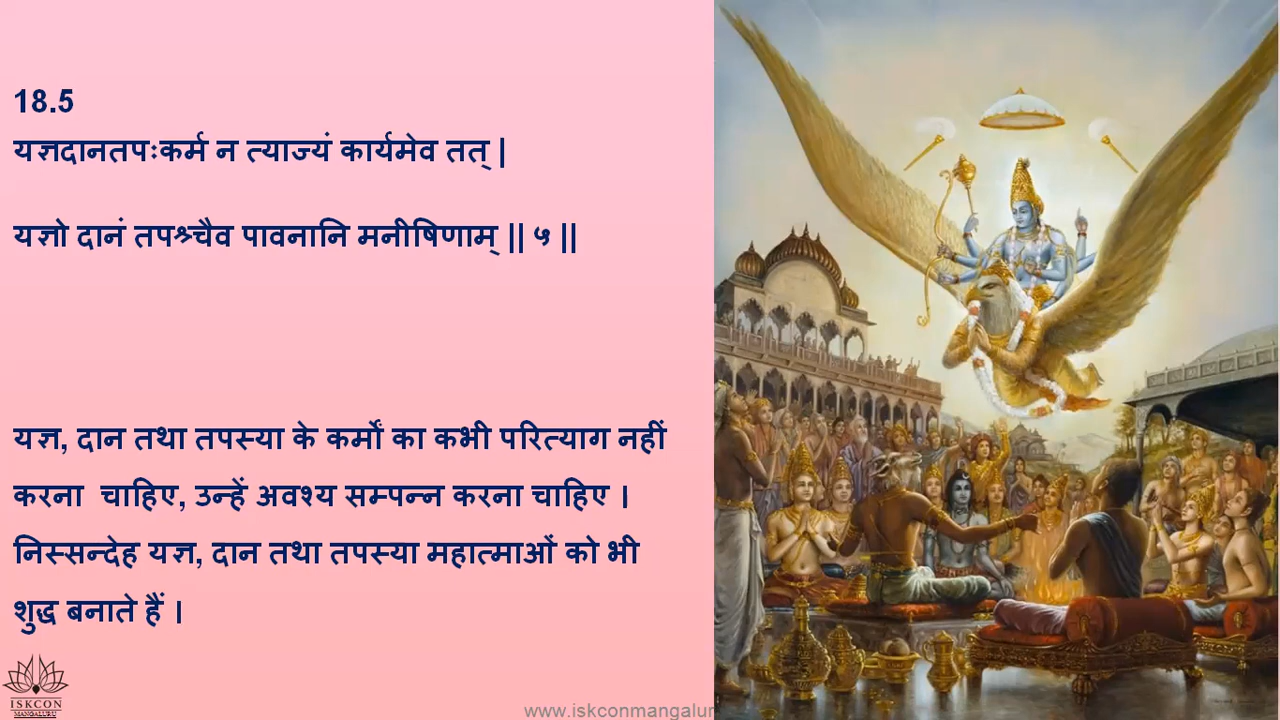 18.5
यज्ञदानतपःकर्म न त्याज्यं कार्यमेव तत् |
यज्ञो दानं तपश्र्चैव पावनानि मनीषिणाम् || ५ ||
यज्ञ, दान तथा तपस्या के कर्मों का कभी परित्याग नहीं
करना चाहिए, उन्हें अवश्य सम्पन्न करना चाहिए ।
निस्सन्देह यज्ञ, दान तथा तपस्या महात्माओं को भी
शुद्ध बनाते हैं ।
ISKCON
MANGALURU
www.iskconmangalur